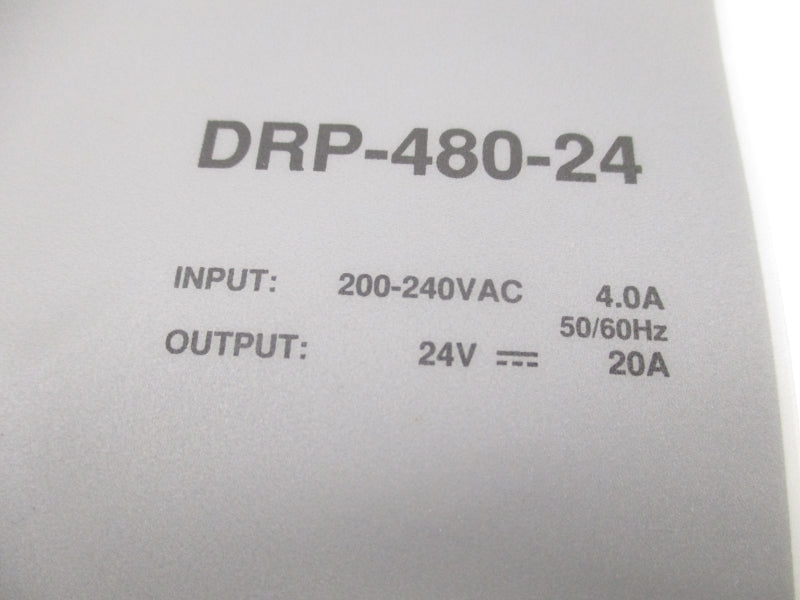 DRP-480-24
INPUT: 200-240VAC 4.0A
50/60Hz
OUTPUT: 24V ⎓ 20A